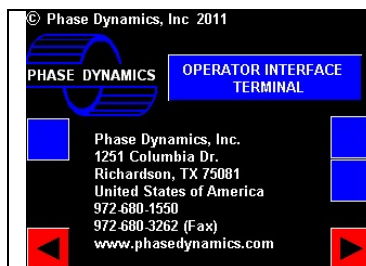 © Phase Dynamics, Inc 2011
PHASE DYNAMICS
OPERATOR INTERFACE
TERMINAL
Phase Dynamics, Inc.
1251 Columbia Dr.
Richardson, TX 75081
United States of America
972-680-1550
972-680-3262 (Fax)
www.phasedynamics.com